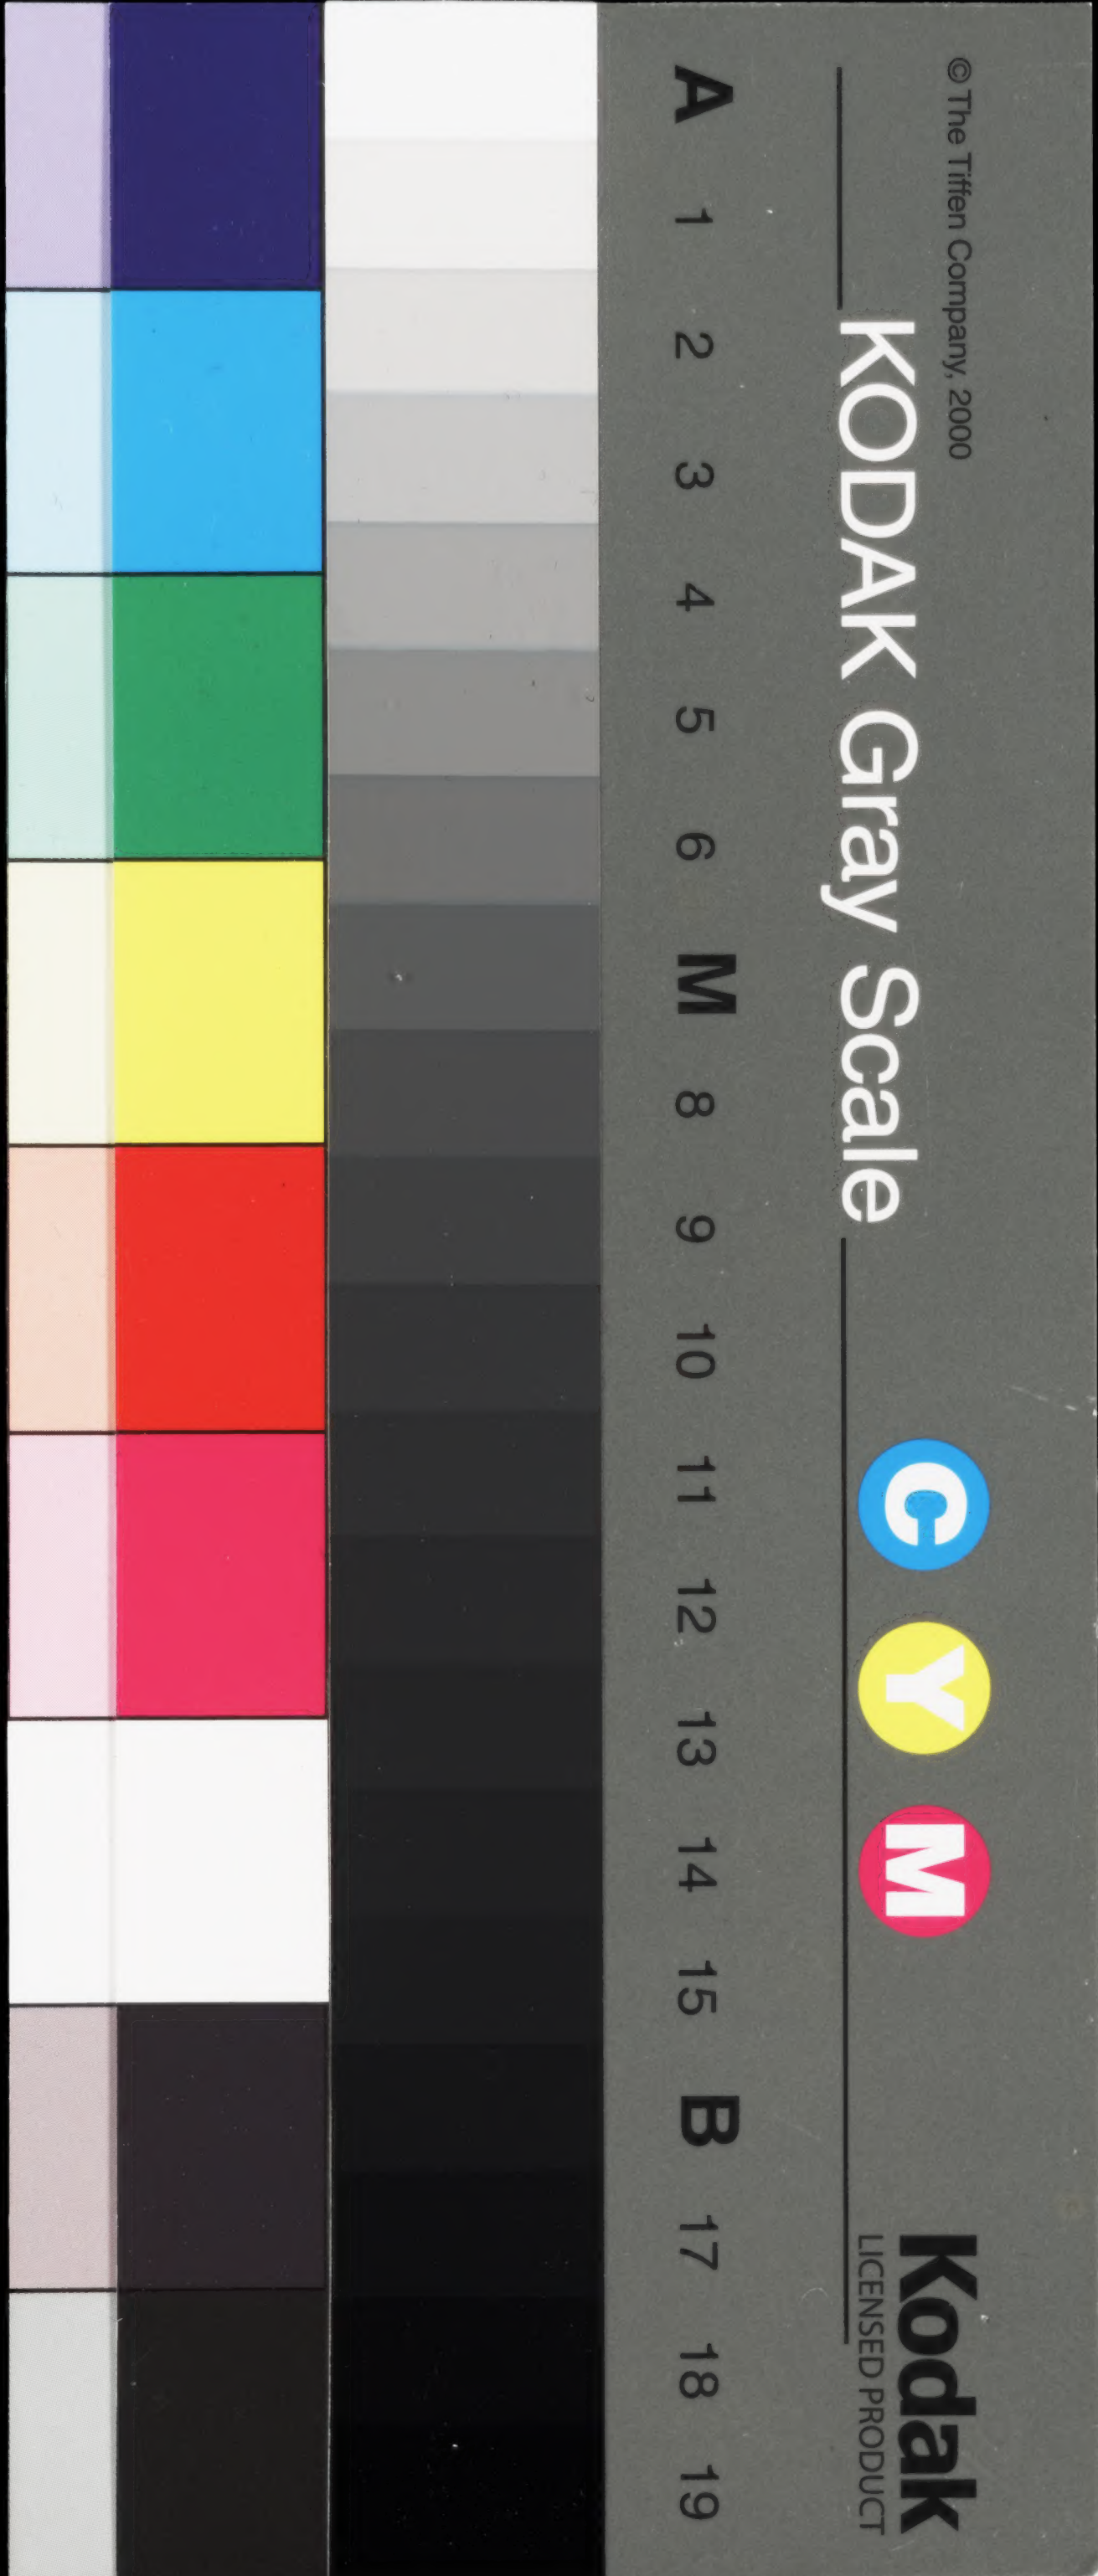 © The Tiffen Company, 2000
KODAK Gray Scale
C Y M
Kodak
LICENSED PRODUCT
A 1 2 3 4 5 6 M 8 9 10 11 12 13 14 15 B 17 18 19